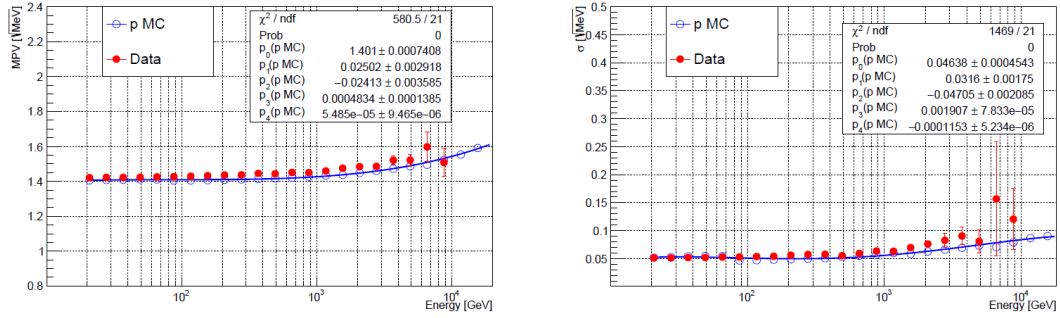 MPV [MeV]
2.4
2.2
2
1.8
1.6
1.4
1.2
1
0.8
p MC
Data
χ² / ndf 580.5 / 21
Prob 0
p0(p MC) 1.401 ± 0.0007408
p1(p MC) 0.02502 ± 0.002918
p2(p MC) −0.02413 ± 0.003585
p3(p MC) 0.0004834 ± 0.0001385
p4(p MC) 5.485e−05 ± 9.465e−06
10²
10³
10⁴
Energy [GeV]
σ [MeV]
0.5
0.45
0.4
0.35
0.3
0.25
0.2
0.15
0.1
0.05
p MC
Data
χ² / ndf 1469 / 21
Prob 0
p0(p MC) 0.04638 ± 0.0004543
p1(p MC) 0.0316 ± 0.00175
p2(p MC) −0.04705 ± 0.002085
p3(p MC) 0.001907 ± 7.833e−05
p4(p MC) −0.0001153 ± 5.234e−06
10²
10³
10⁴
Energy [GeV]